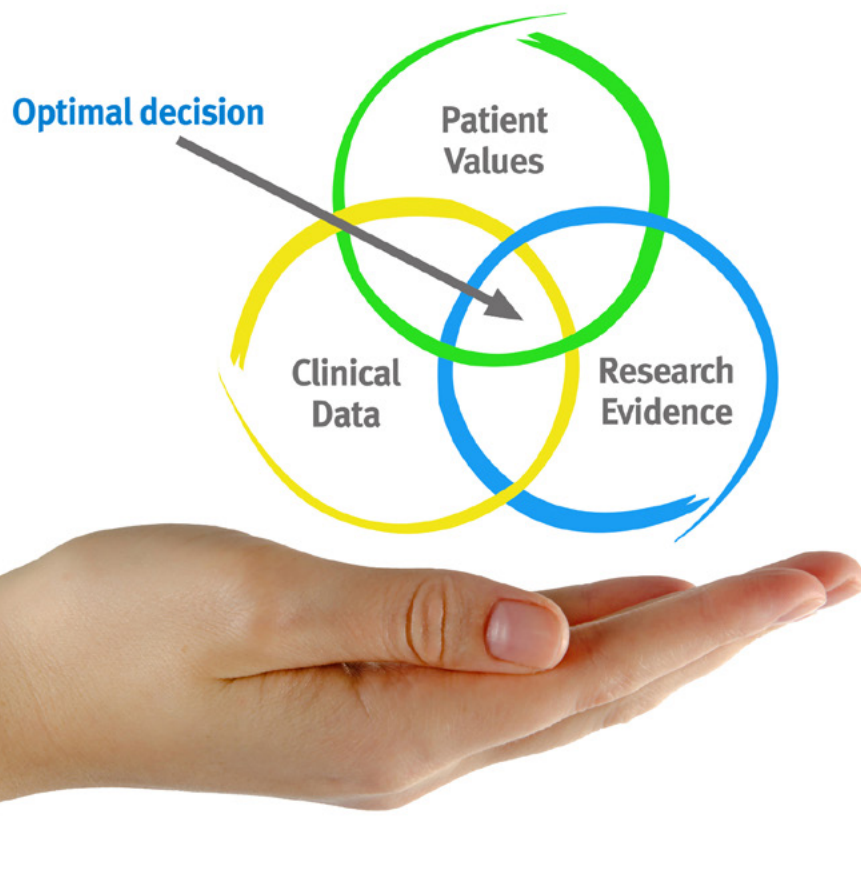 Optimal decision
Patient
Values
Clinical
Data
Research
Evidence